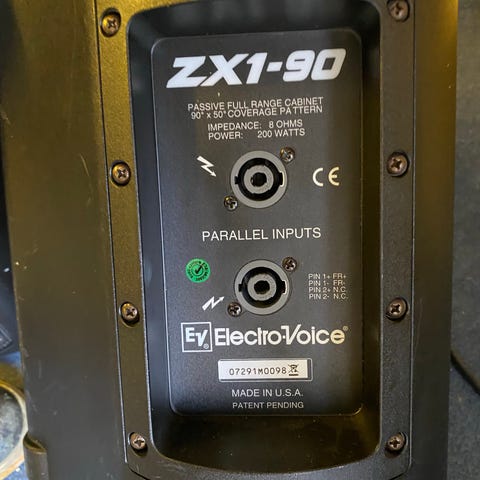 ZX1-90
PASSIVE FULL RANGE CABINET
90° x 50° COVERAGE PATTERN
IMPEDANCE: 8 OHMS
POWER: 200 WATTS
CE
PARALLEL INPUTS
PIN 1+ FR+
PIN 1- FR-
PIN 2+ N.C.
PIN 2- N.C.
EV Electro-Voice®
07291M0098
MADE IN U.S.A.
PATENT PENDING